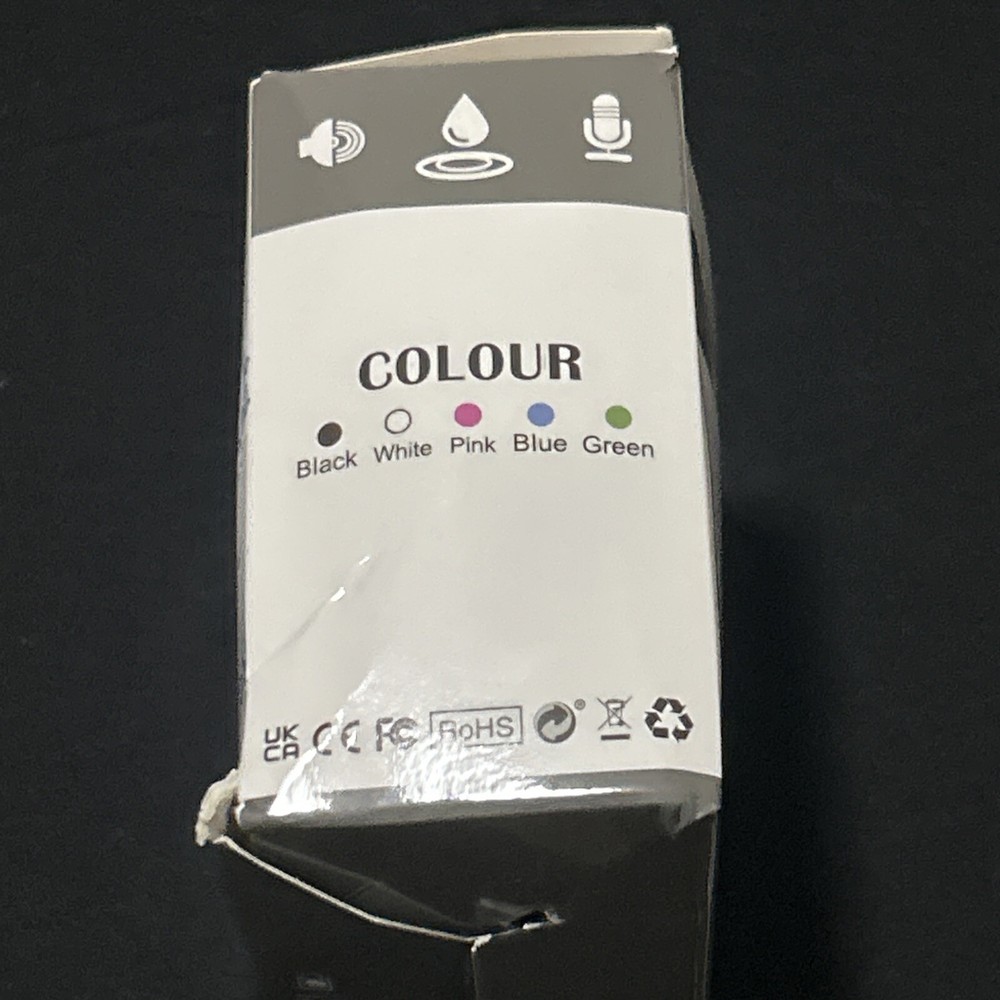 COLOUR
Black White Pink Blue Green
UK CA CE FC RoHS